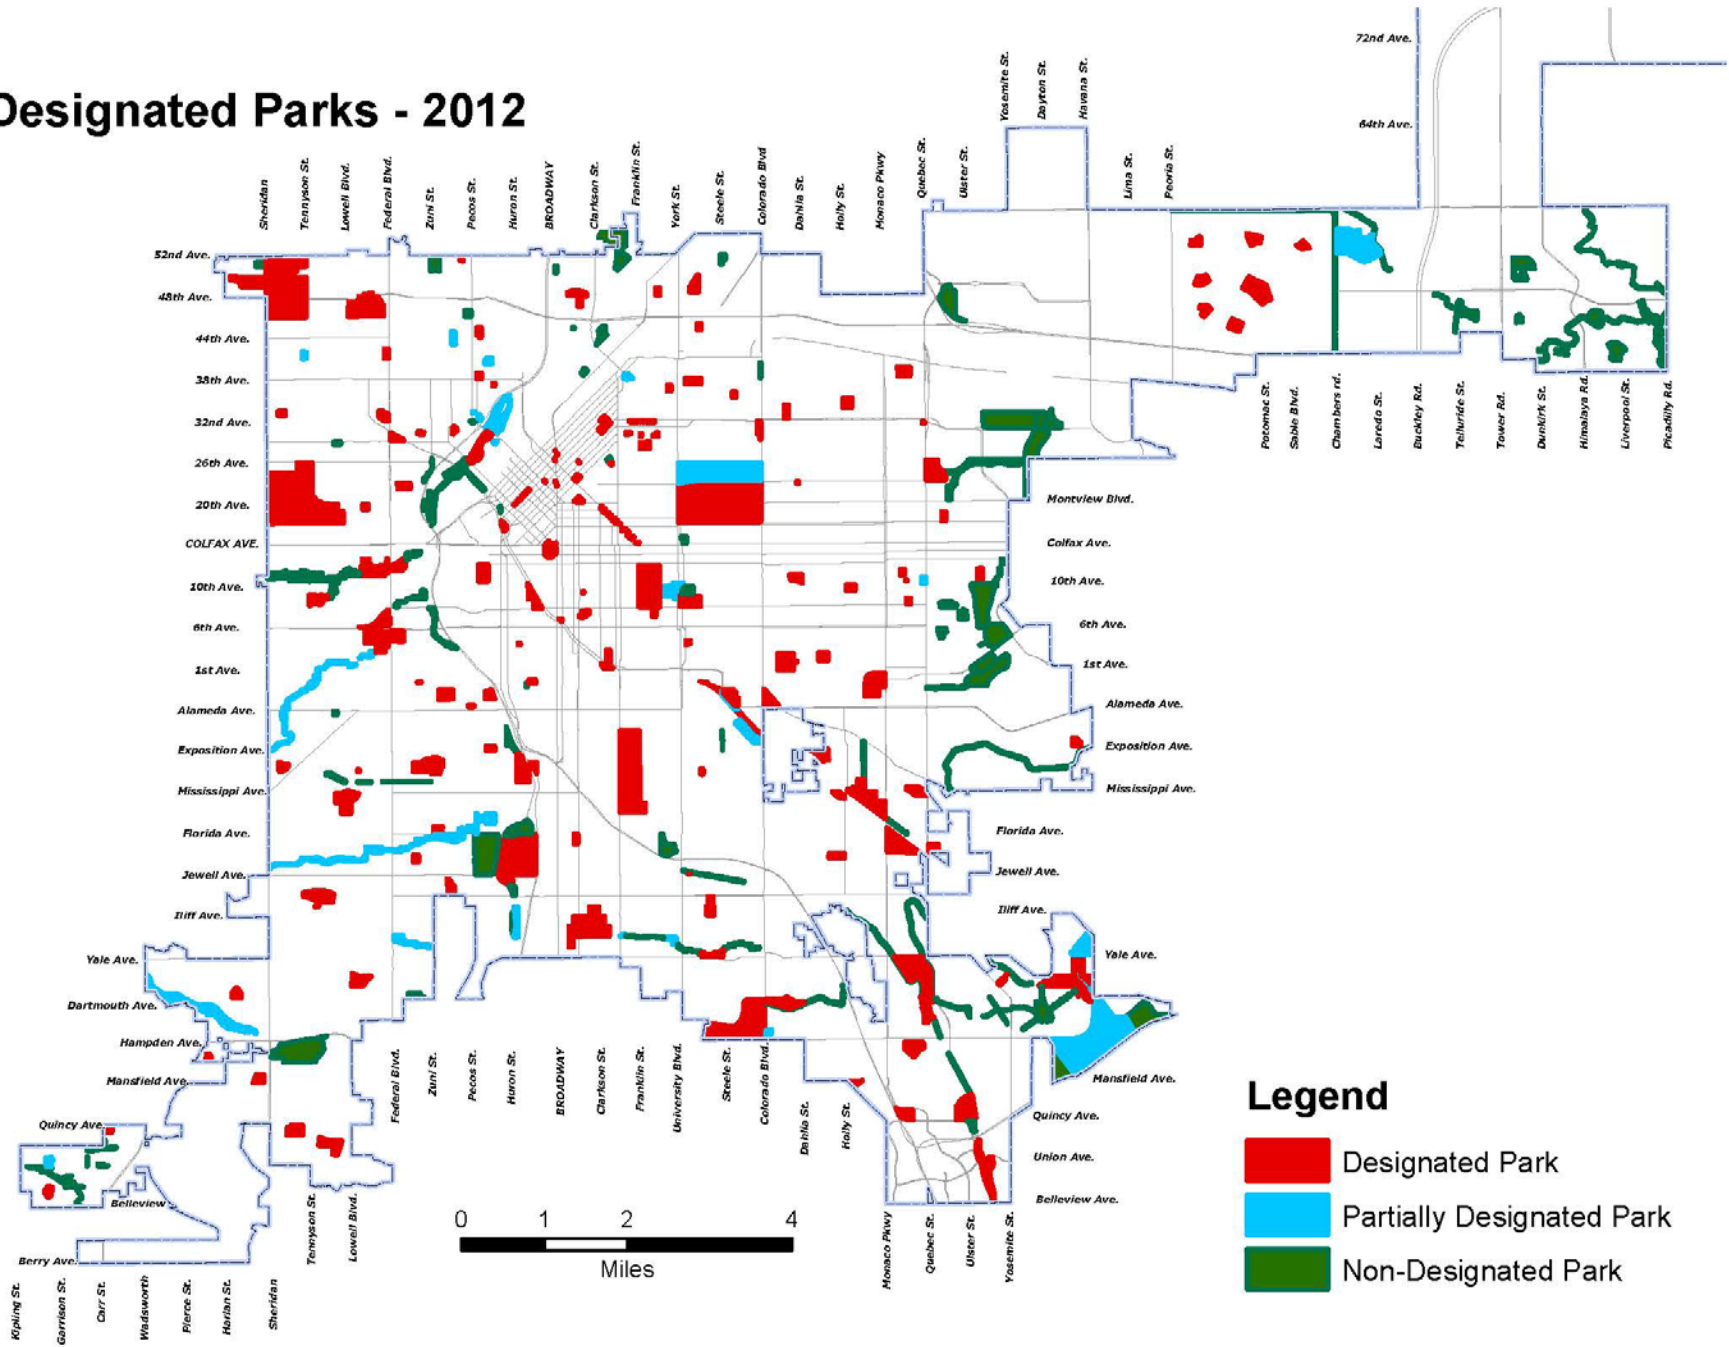 Designated Parks - 2012
72nd Ave.
64th Ave.
Yosemite St.
Dayton St.
Havana St.
Sheridan
Tennyson St.
Lowell Blvd.
Federal Blvd.
Zuni St.
Pecos St.
Huron St.
BROADWAY
Clarkson St.
Franklin St.
York St.
Steele St.
Colorado Blvd
Dahlia St.
Holly St.
Monaco Pkwy
Quebec St.
Ulster St.
Lima St.
Peoria St.
52nd Ave.
48th Ave.
44th Ave.
38th Ave.
32nd Ave.
26th Ave.
20th Ave.
COLFAX AVE.
10th Ave.
6th Ave.
1st Ave.
Alameda Ave.
Exposition Ave.
Mississippi Ave.
Florida Ave.
Jewell Ave.
Iliff Ave.
Yale Ave.
Dartmouth Ave.
Hampden Ave.
Mansfield Ave.
Quincy Ave.
Belleview
Berry Ave.
Potomac St.
Sable Blvd.
Chambers rd.
Laredo St.
Buckley Rd.
Telluride St.
Tower Rd.
Dunkirk St.
Himalaya Rd.
Liverpool St.
Picadilly Rd.
Montview Blvd.
Colfax Ave.
10th Ave.
6th Ave.
1st Ave.
Alameda Ave.
Exposition Ave.
Mississippi Ave.
Florida Ave.
Jewell Ave.
Iliff Ave.
Yale Ave.
Mansfield Ave.
Quincy Ave.
Union Ave.
Belleview Ave.
Federal Blvd.
Zuni St.
Pecos St.
Huron St.
BROADWAY
Clarkson St.
Franklin St.
University Blvd.
Steele St.
Colorado Blvd.
Dahlia St.
Holly St.
Monaco Pkwy
Quebec St.
Ulster St.
Yosemite St.
Kipling St.
Garrison St.
Carr St.
Wadsworth
Pierce St.
Harlan St.
Sheridan
Tennyson St.
Lowell Blvd.
0 1 2 4
Miles
Legend
Designated Park
Partially Designated Park
Non-Designated Park